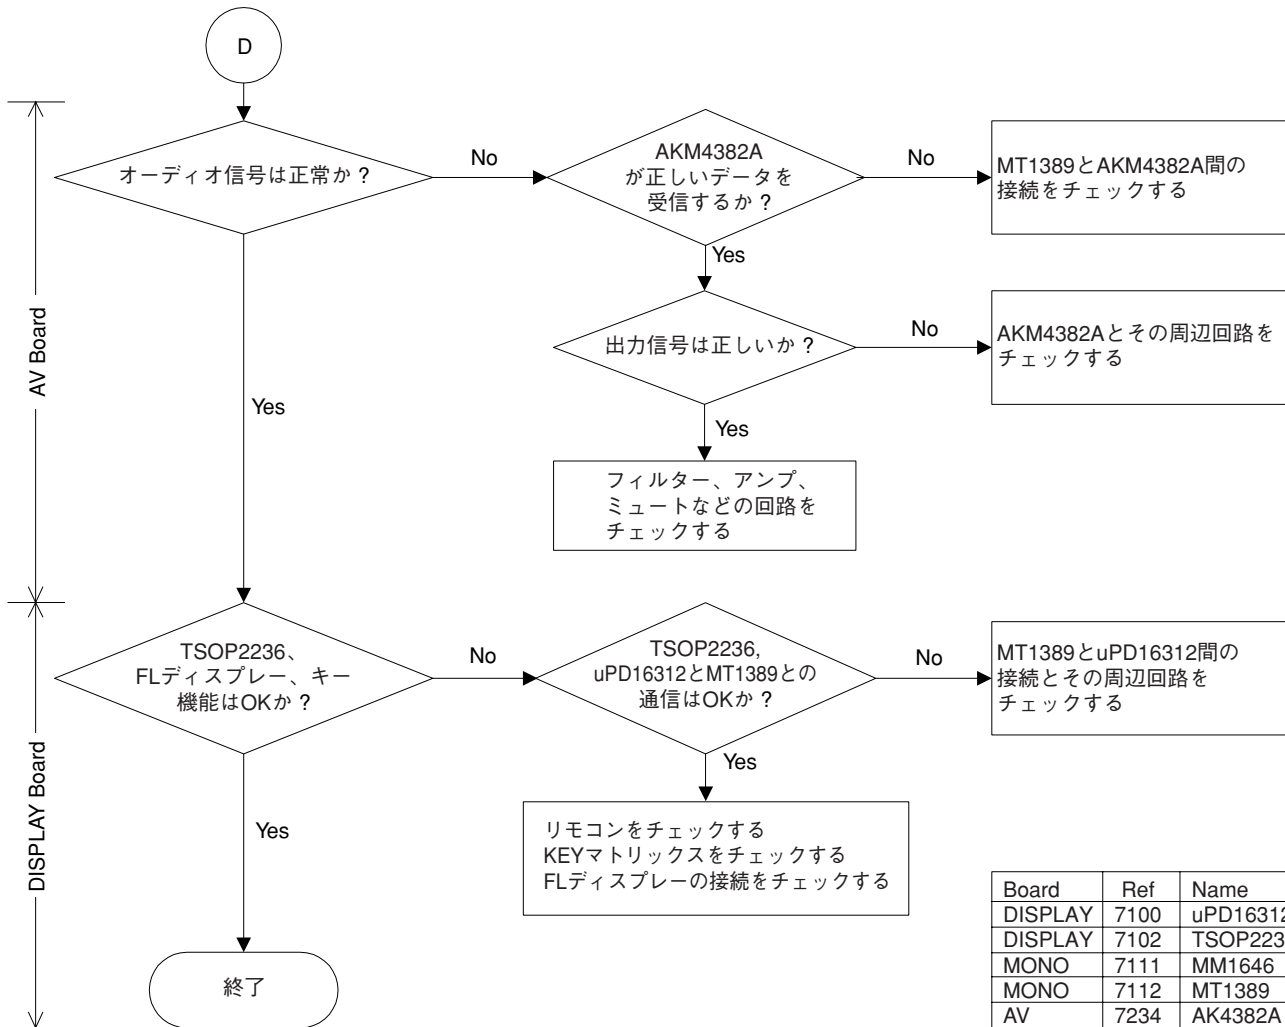 D
オーディオ信号は正常か？
No
AKM4382A
が正しいデータを
受信するか？
No
MT1389とAKM4382A間の
接続をチェックする
Yes
出力信号は正しいか？
No
AKM4382Aとその周辺回路を
チェックする
AV Board
Yes
Yes
フィルター、アンプ、
ミュートなどの回路を
チェックする
TSOP2236、
FLディスプレー、キー
機能はOKか？
No
TSOP2236,
uPD16312とMT1389との
通信はOKか？
No
MT1389とuPD16312間の
接続とその周辺回路を
チェックする
DISPLAY Board
Yes
Yes
リモコンをチェックする
KEYマトリックスをチェックする
FLディスプレーの接続をチェックする
終了
Board Ref Name
DISPLAY 7100 uPD16312
DISPLAY 7102 TSOP223
MONO 7111 MM1646
MONO 7112 MT1389
AV 7234 AK4382A